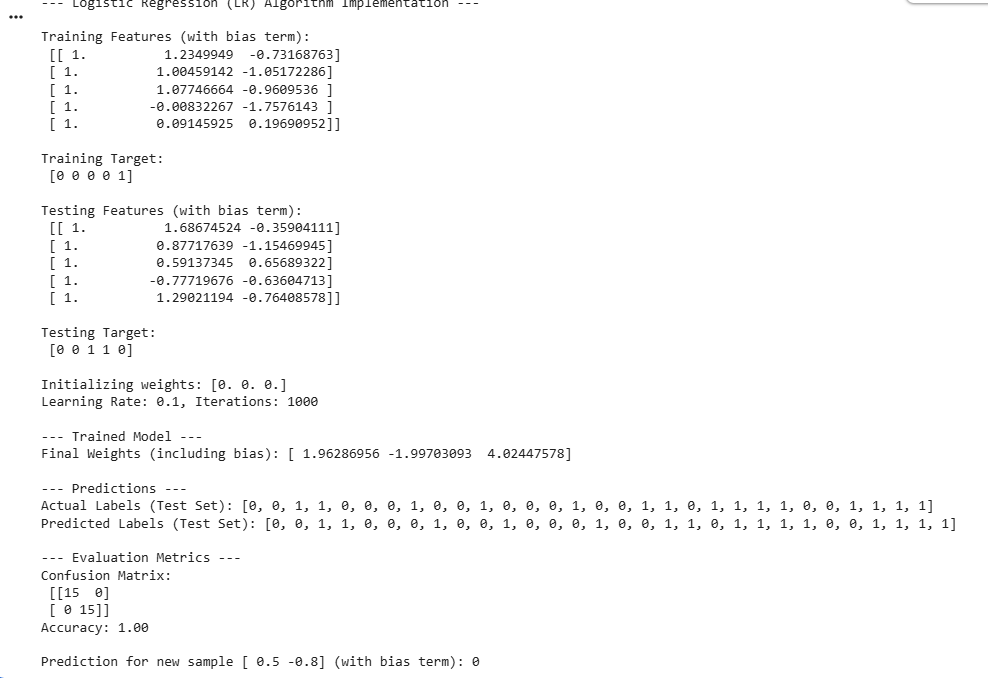 --- Logistic Regression (LR) Algorithm Implementation ---
Training Features (with bias term):
[[ 1.          1.2349949  -0.73168763]
[ 1.          1.00459142 -1.05172286]
[ 1.          1.07746664 -0.9609536 ]
[ 1.         -0.00832267 -1.7576143 ]
[ 1.          0.09145925  0.19690952]]
Training Target:
[0 0 0 0 1]
Testing Features (with bias term):
[[ 1.          1.68674524 -0.35904111]
[ 1.          0.87717639 -1.15469945]
[ 1.          0.59137345  0.65689322]
[ 1.         -0.77719676 -0.63604713]
[ 1.          1.29021194 -0.76408578]]
Testing Target:
[0 0 1 1 0]
Initializing weights: [0. 0. 0.]
Learning Rate: 0.1, Iterations: 1000
--- Trained Model ---
Final Weights (including bias): [ 1.96286956 -1.99703093  4.02447578]
--- Predictions ---
Actual Labels (Test Set): [0, 0, 1, 1, 0, 0, 0, 1, 0, 0, 1, 0, 0, 0, 1, 0, 0, 1, 1, 0, 1, 1, 1, 1, 0, 0, 1, 1, 1, 1]
Predicted Labels (Test Set): [0, 0, 1, 1, 0, 0, 0, 1, 0, 0, 1, 0, 0, 0, 1, 0, 0, 1, 1, 0, 1, 1, 1, 1, 0, 0, 1, 1, 1, 1]
--- Evaluation Metrics ---
Confusion Matrix:
[[15  0]
[ 0 15]]
Accuracy: 1.00
Prediction for new sample [ 0.5 -0.8] (with bias term): 0